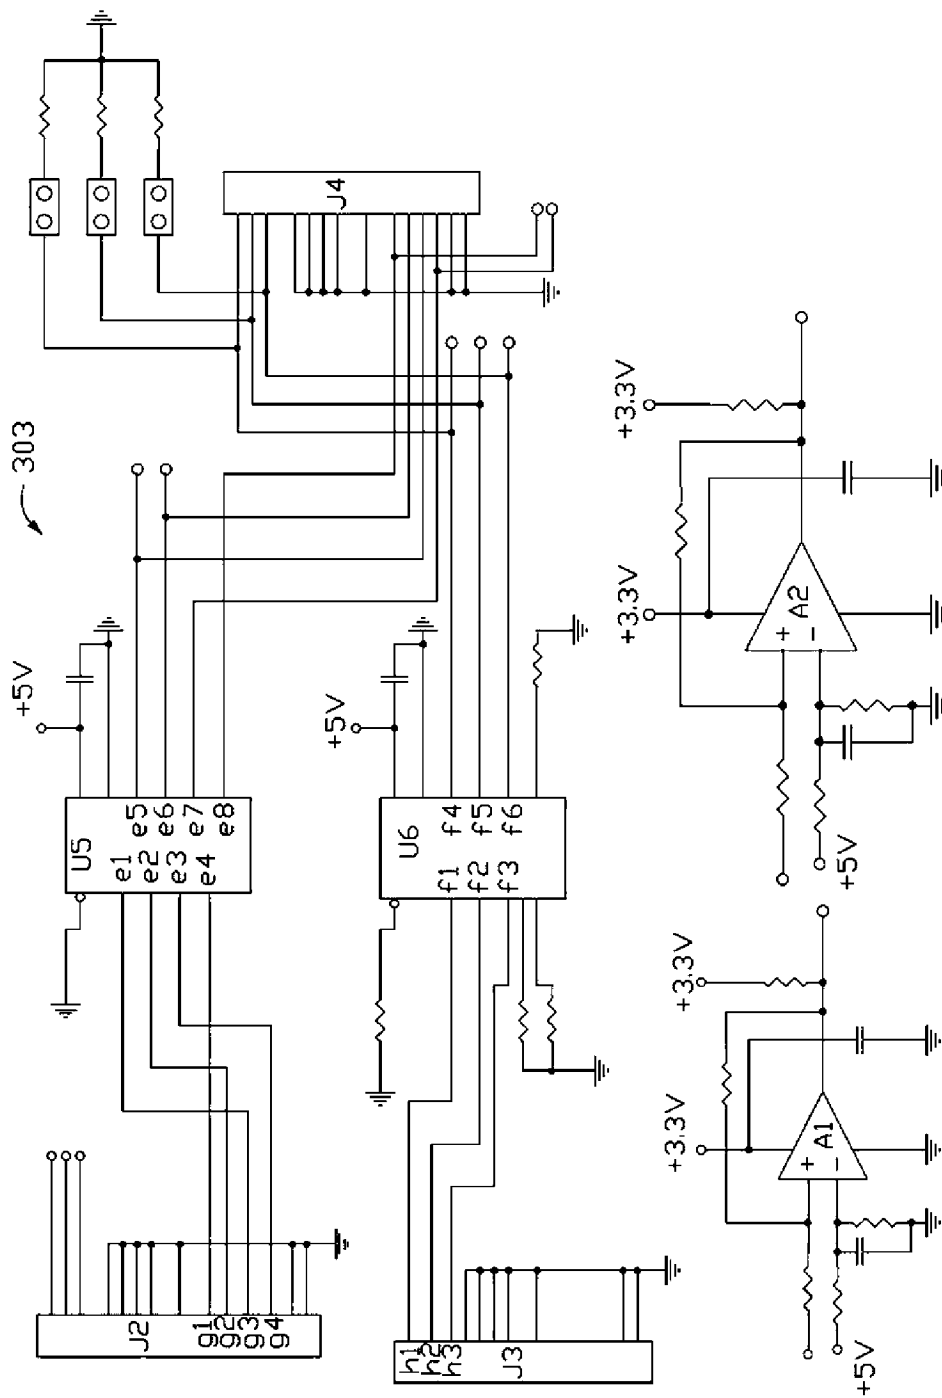 303
J4
+5V
U5
e1
e2
e3
e4
e5
e6
e7
e8
J2
g1
g2
g3
g4
+5V
U6
f1
f2
f3
f4
f5
f6
h1
h2
h3
J3
+3.3V
+3.3V
A2
+
−
+5V
+3.3V
+3.3V
A1
+
−
+5V